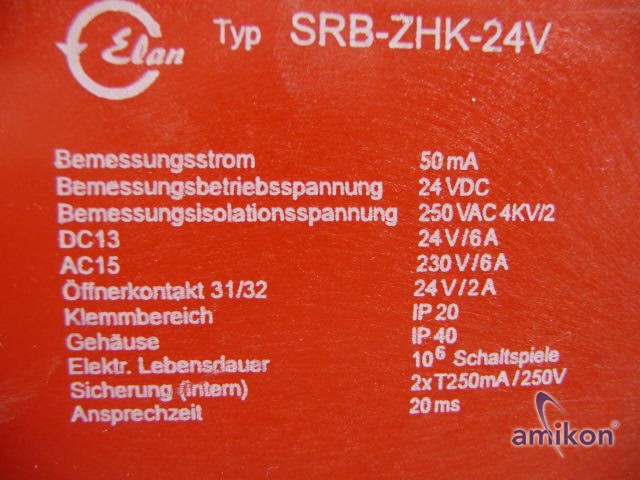 Elan Typ SRB-ZHK-24V
Bemessungsstrom 50 mA
Bemessungsbetriebsspannung 24 VDC
Bemessungsisolationsspannung 250 VAC 4KV/2
DC13 24 V/6 A
AC15 230 V/6 A
Öffnerkontakt 31/32 24 V/2 A
Klemmbereich IP 20
Gehäuse IP 40
Elektr. Lebensdauer 10⁶ Schaltspiele
Sicherung (intern) 2xT250mA/250V
Ansprechzeit 20 ms
amikon